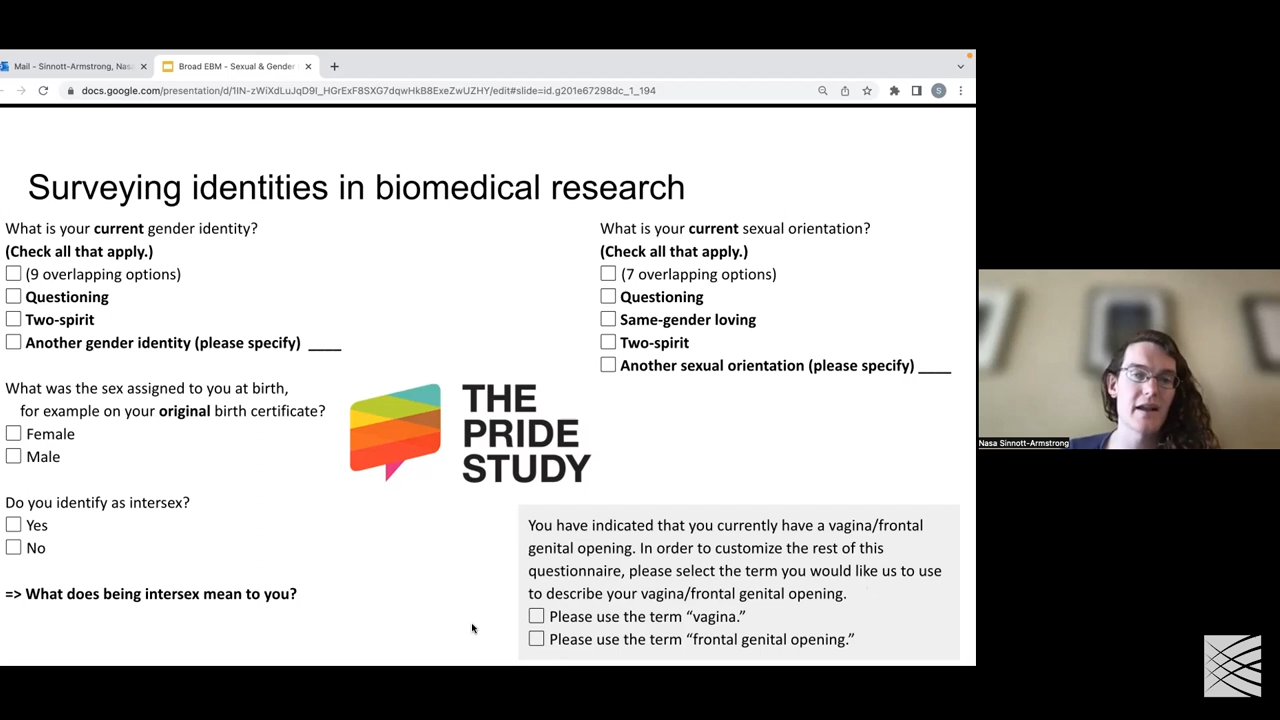 Mail - Sinnott-Armstrong, Nas
Broad EBM - Sexual & Gender
docs.google.com/presentation/d/1IN-zWiXdLuJqD9I_HGrExF8SXG7dqwHkB8ExeZwUZHY/edit#slide=id.g201e67298dc_1_194
S
Surveying identities in biomedical research
What is your current gender identity?
(Check all that apply.)
(9 overlapping options)
Questioning
Two-spirit
Another gender identity (please specify) ____
What is your current sexual orientation?
(Check all that apply.)
(7 overlapping options)
Questioning
Same-gender loving
Two-spirit
Another sexual orientation (please specify) ____
What was the sex assigned to you at birth,
for example on your original birth certificate?
Female
Male
THE
PRIDE
STUDY
Do you identify as intersex?
Yes
No
=> What does being intersex mean to you?
You have indicated that you currently have a vagina/frontal
genital opening. In order to customize the rest of this
questionnaire, please select the term you would like us to use
to describe your vagina/frontal genital opening.
Please use the term “vagina.”
Please use the term “frontal genital opening.”
Nasa Sinnott-Armstrong